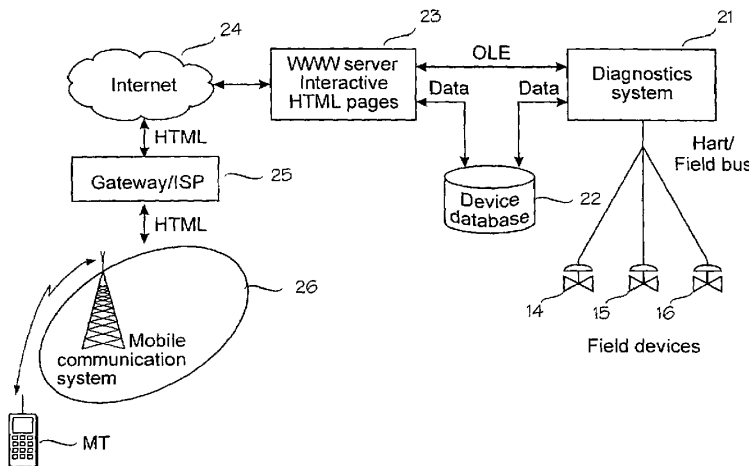 24
Internet
23
WWW server
Interactive
HTML pages
OLE
21
Diagnostics
system
Data
Data
HTML
Gateway/ISP
25
Device
database
22
Hart/
Field bus
HTML
26
Mobile
communication
system
14
15
16
Field devices
MT